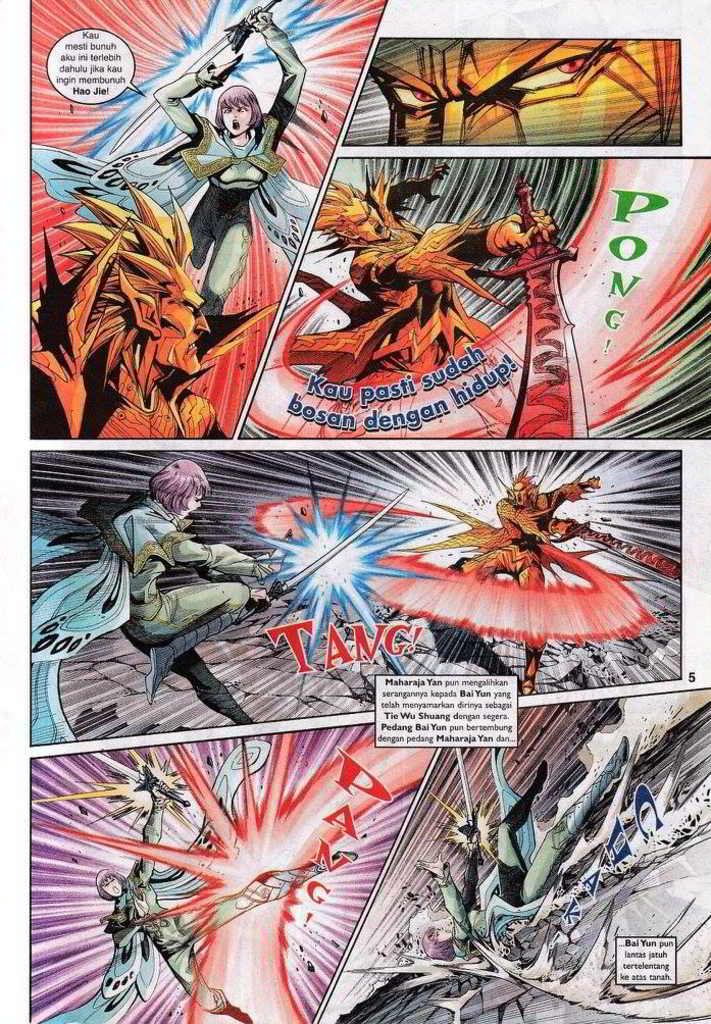 Kau
mesti bunuh
aku ini terlebih
dahulu jika kau
ingin membunuh
Hao Jie!
PONG!
Kau pasti sudah
bosan dengan hidup!
TANG!
Maharaja Yan pun mengalihkan
serangannya kepada Bai Yun yang
telah menyamarkan dirinya sebagai
Tie Wu Shuang dengan segera.
Pedang Bai Yun pun bertembung
dengan pedang Maharaja Yan dan...
5
PANG!
CHAK!
...Bai Yun pun
lantas jatuh
tertelentang
ke atas tanah.